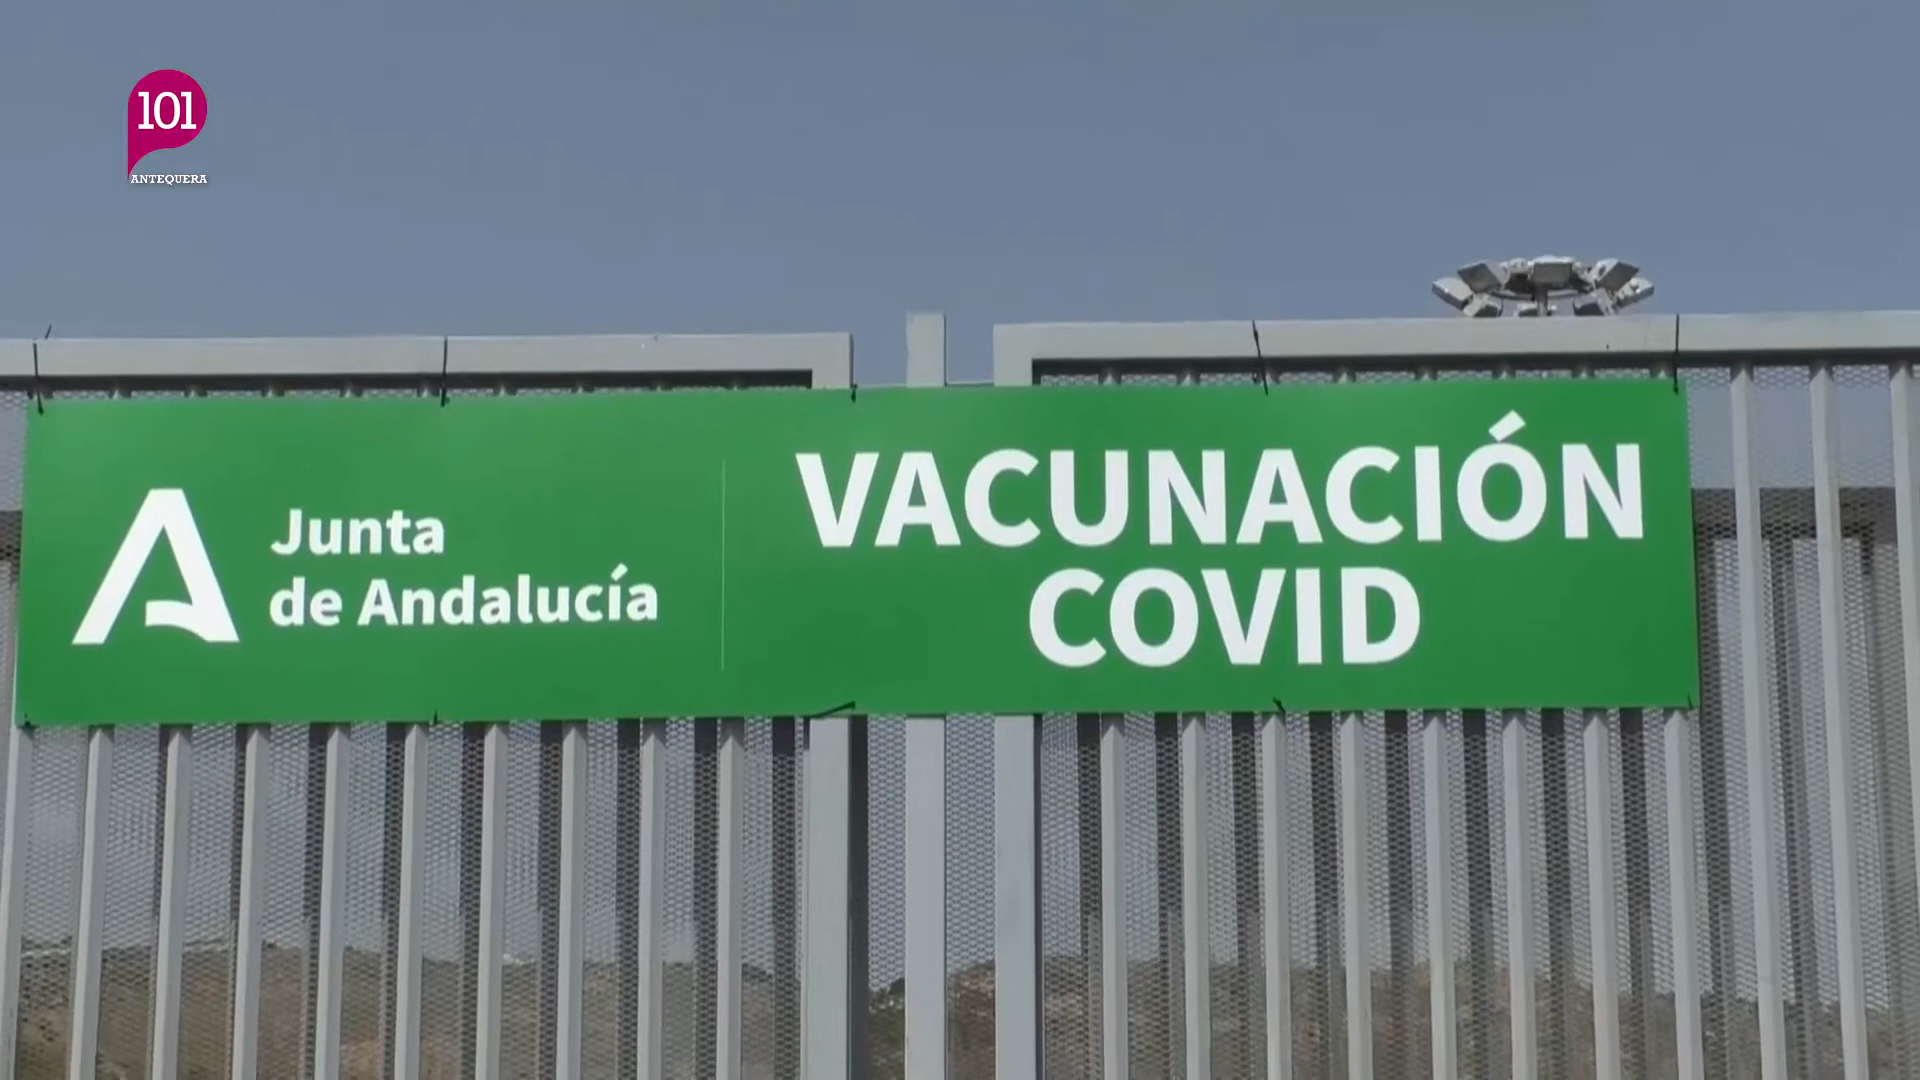 101
ANTEQUERA
Junta
de Andalucía
VACUNACIÓN
COVID